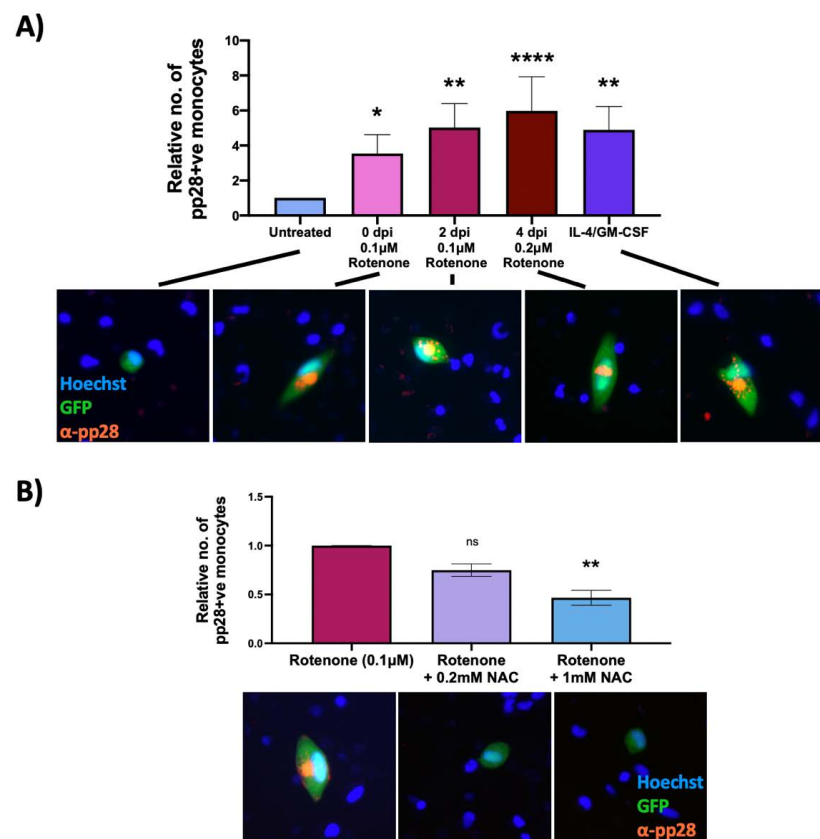 A)
Relative no. of
pp28+ve monocytes
10
8
6
4
2
0
*
**
****
**
Untreated
0 dpi
0.1µM
Rotenone
2 dpi
0.1µM
Rotenone
4 dpi
0.2µM
Rotenone
IL-4/GM-CSF
Hoechst
GFP
α-pp28
B)
Relative no. of
pp28+ve monocytes
1.5
1.0
0.5
0.0
ns
**
Rotenone (0.1µM)
Rotenone
+ 0.2mM NAC
Rotenone
+ 1mM NAC
Hoechst
GFP
α-pp28